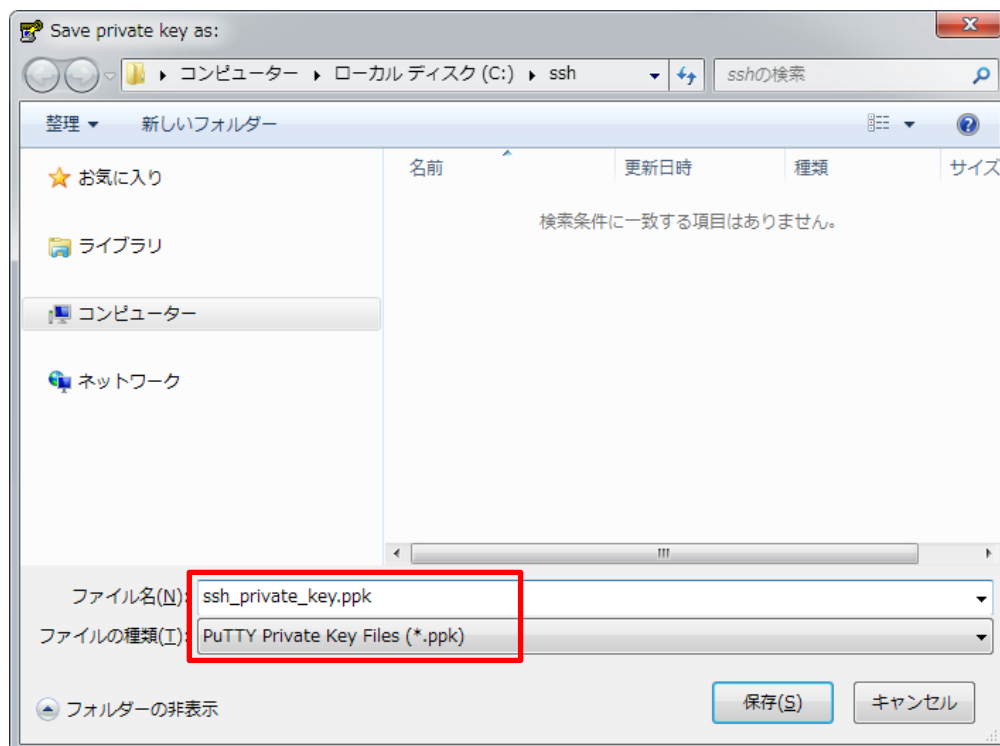 Save private key as:
コンピューター ▸ ローカル ディスク (C:) ▸ ssh
sshの検索
整理 新しいフォルダー
名前 更新日時 種類 サイズ
お気に入り
検索条件に一致する項目はありません。
ライブラリ
コンピューター
ネットワーク
ファイル名(N): ssh_private_key.ppk
ファイルの種類(T): PuTTY Private Key Files (*.ppk)
フォルダーの非表示
保存(S) キャンセル